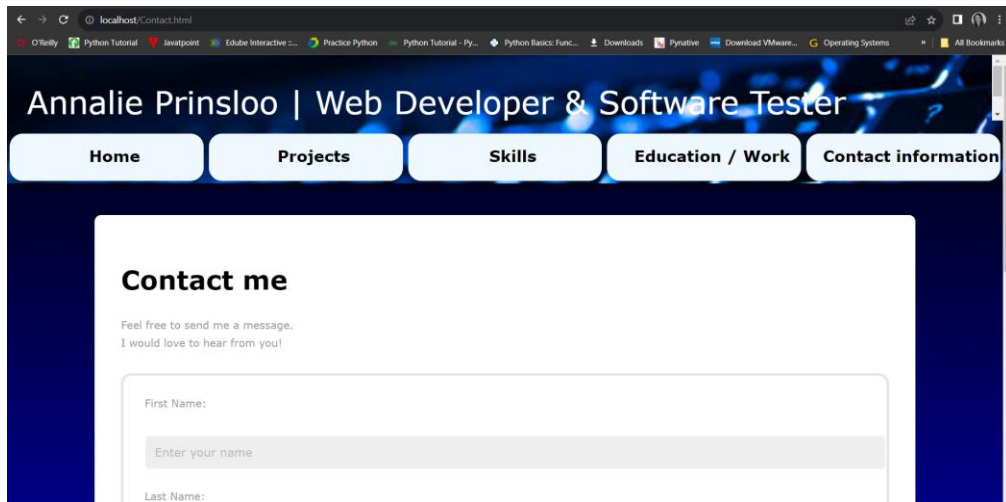 localhost/Contact.html
O'Reilly Python Tutorial Javatpoint Edube Interactive ::... Practice Python Python Tutorial - Py... Python Basics: Func... Downloads Pynative Download VMware... Operating Systems » All Bookmarks
Annalie Prinsloo | Web Developer & Software Tester
Home Projects Skills Education / Work Contact information
Contact me
Feel free to send me a message.
I would love to hear from you!
First Name:
Enter your name
Last Name: